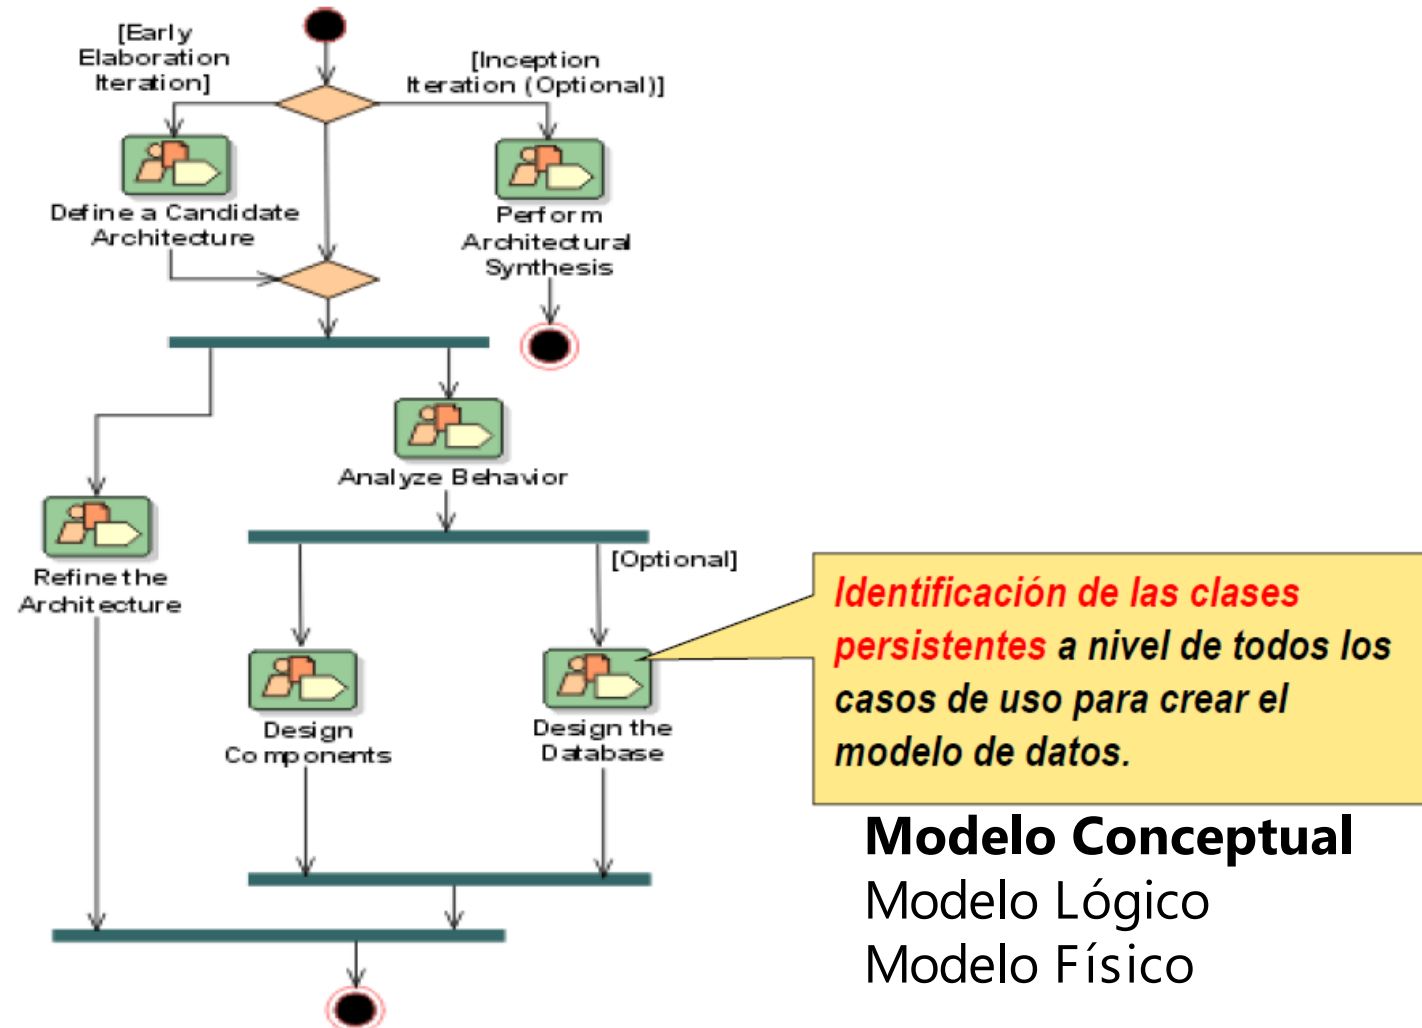 [Early
Elaboration
Iteration]
[Inception
Iteration (Optional)]
Define a Candidate
Architecture
Perform
Architectural
Synthesis
Analyze Behavior
Refine the
Architecture
[Optional]
Design
Components
Design the
Database
Identificación de las clases
persistentes a nivel de todos los
casos de uso para crear el
modelo de datos.
Modelo Conceptual
Modelo Lógico
Modelo Físico